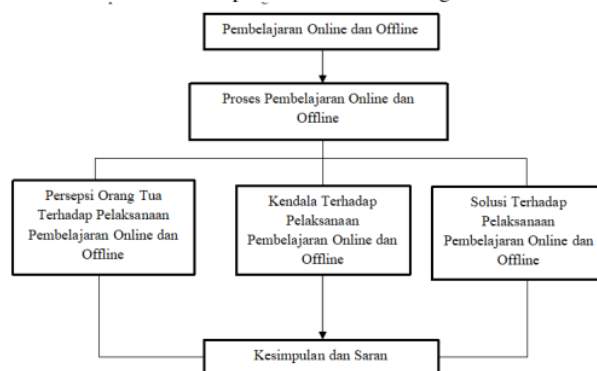 Pembelajaran Online dan Offline
Proses Pembelajaran Online dan
Offline
Persepsi Orang Tua
Terhadap Pelaksanaan
Pembelajaran Online dan
Offline
Kendala Terhadap
Pelaksanaan
Pembelajaran Online dan
Offline
Solusi Terhadap
Pelaksanaan
Pembelajaran Online dan
Offline
Kesimpulan dan Saran